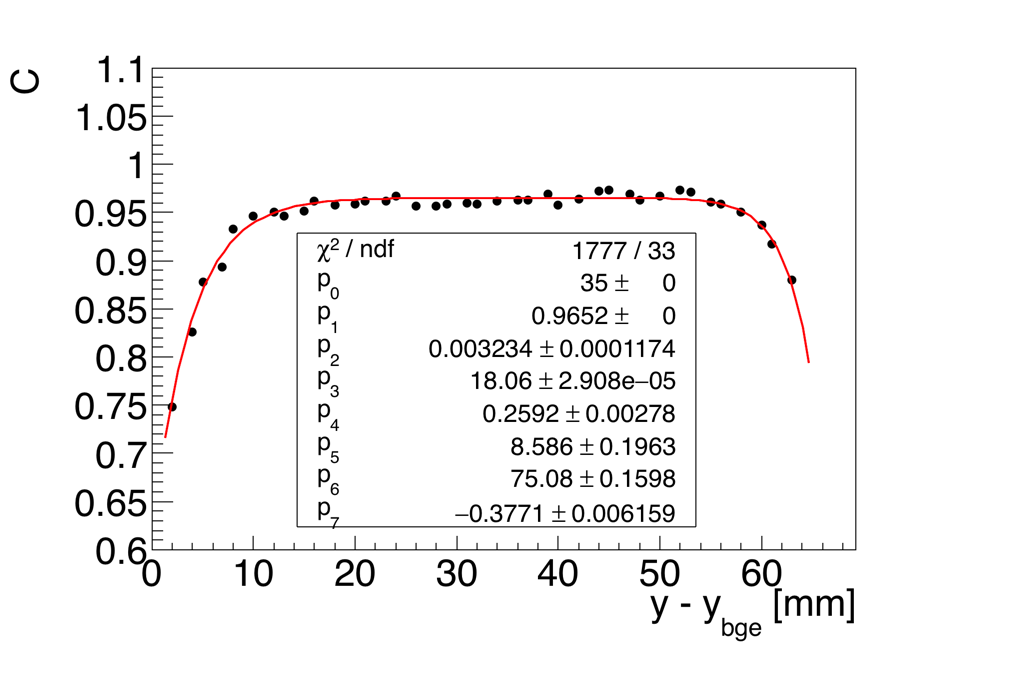 C
1.1
1.05
1
0.95
0.9
0.85
0.8
0.75
0.7
0.65
0.6
χ² / ndf 1777 / 33
p₀ 35 ± 0
p₁ 0.9652 ± 0
p₂ 0.003234 ± 0.0001174
p₃ 18.06 ± 2.908e−05
p₄ 0.2592 ± 0.00278
p₅ 8.586 ± 0.1963
p₆ 75.08 ± 0.1598
p₇ −0.3771 ± 0.006159
0 10 20 30 40 50 60
y - y_bge [mm]